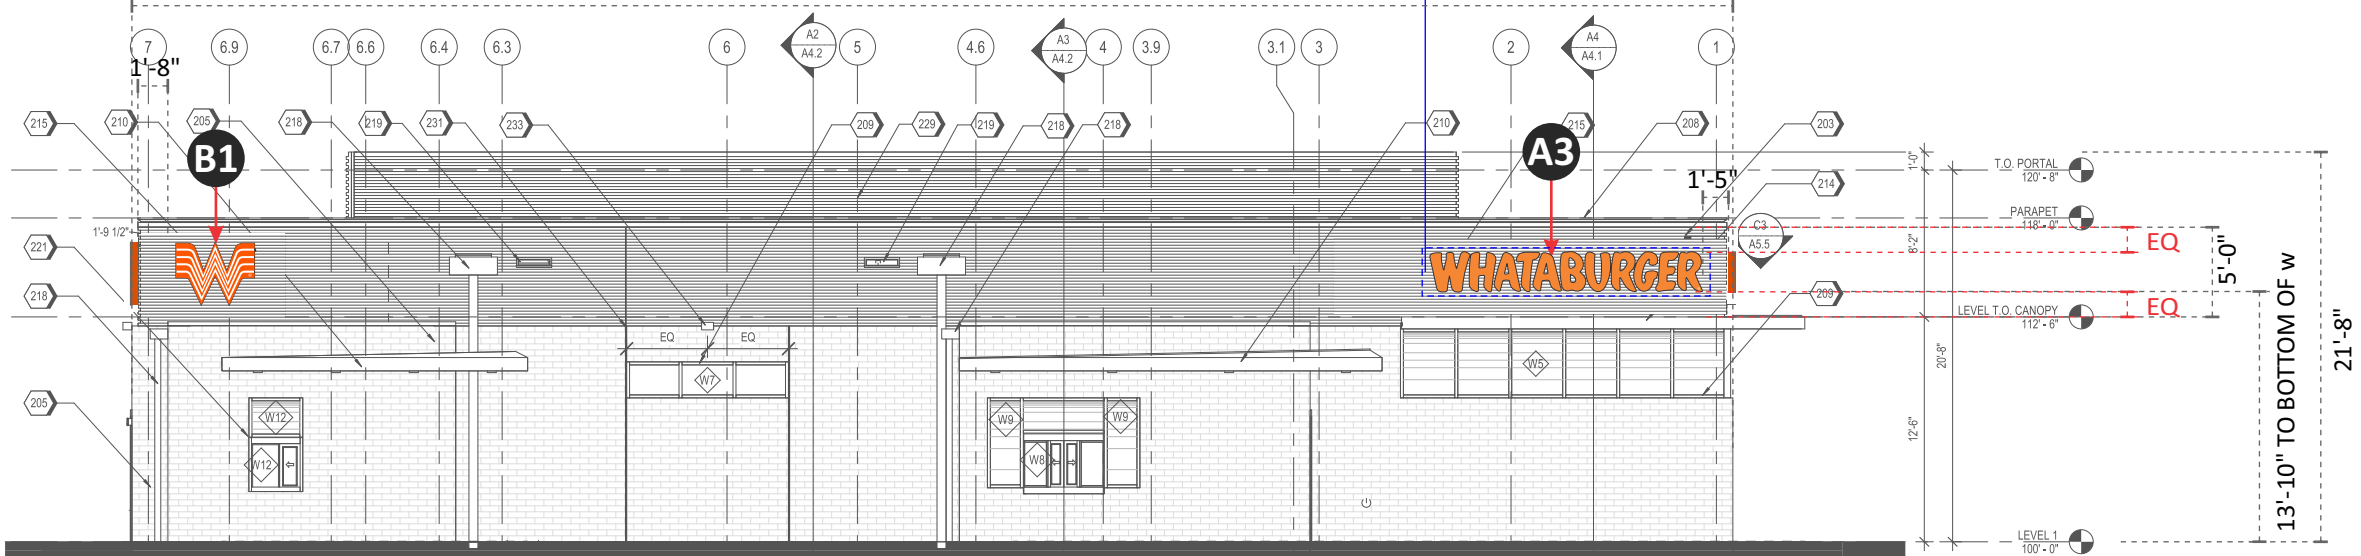 7
6.9
6.7
6.6
6.4
6.3
6
A2
A4.2
5
4.6
A3
A4.2
4
3.9
3.1
3
2
A4
A4.1
1
1'-8"
215
210
205
218
219
231
233
209
229
219
218
218
210
215
208
203
B1
A3
1'-0"
T.O. PORTAL
120' - 8"
1'-5"
214
PARAPET
118' - 0"
1'-9 1/2"
221
W
WHATABURGER
C3
A5.5
8'-2"
EQ
5'-0"
218
209
LEVEL T.O. CANOPY
112' - 6"
EQ
EQ
EQ
W7
W5
20'-8"
21'-8"
205
W12
W12
W9
W9
W8
12'-6"
13'-10" TO BOTTOM OF W
LEVEL 1
100' - 0"